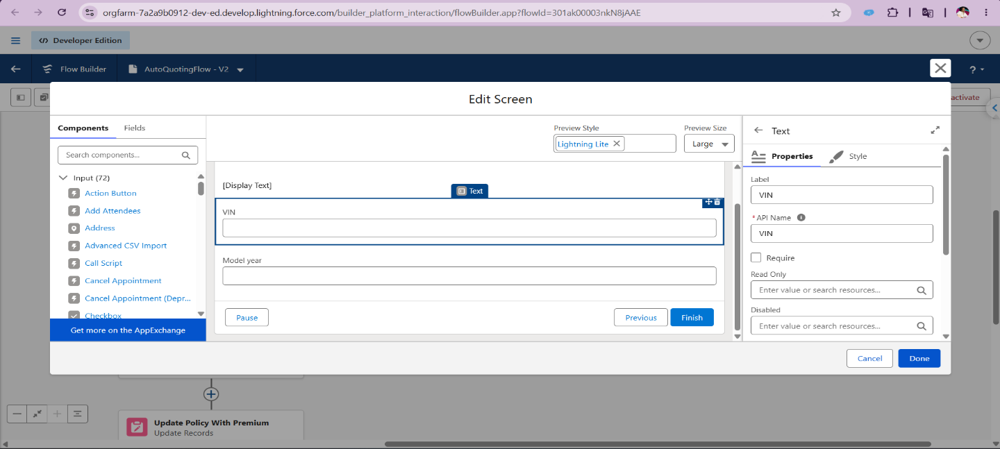 orgfarm-7a2a9b0912-dev-ed.develop.lightning.force.com/builder_platform_interaction/flowBuilder.app?flowId=301ak00003nkN8jAAE
Developer Edition
Flow Builder
AutoQuotingFlow - V2
?
activate
Edit Screen
Components
Fields
Search components...
Input (72)
Action Button
Add Attendees
Address
Advanced CSV Import
Call Script
Cancel Appointment
Cancel Appointment (Depr...
Checkbox
Get more on the AppExchange
Preview Style
Lightning Lite
Preview Size
Large
[Display Text]
Text
VIN
Model year
Pause
Previous
Finish
Text
Properties
Style
Label
VIN
*API Name
VIN
Require
Read Only
Enter value or search resources...
Disabled
Enter value or search resources...
Cancel
Done
Update Policy With Premium
Update Records